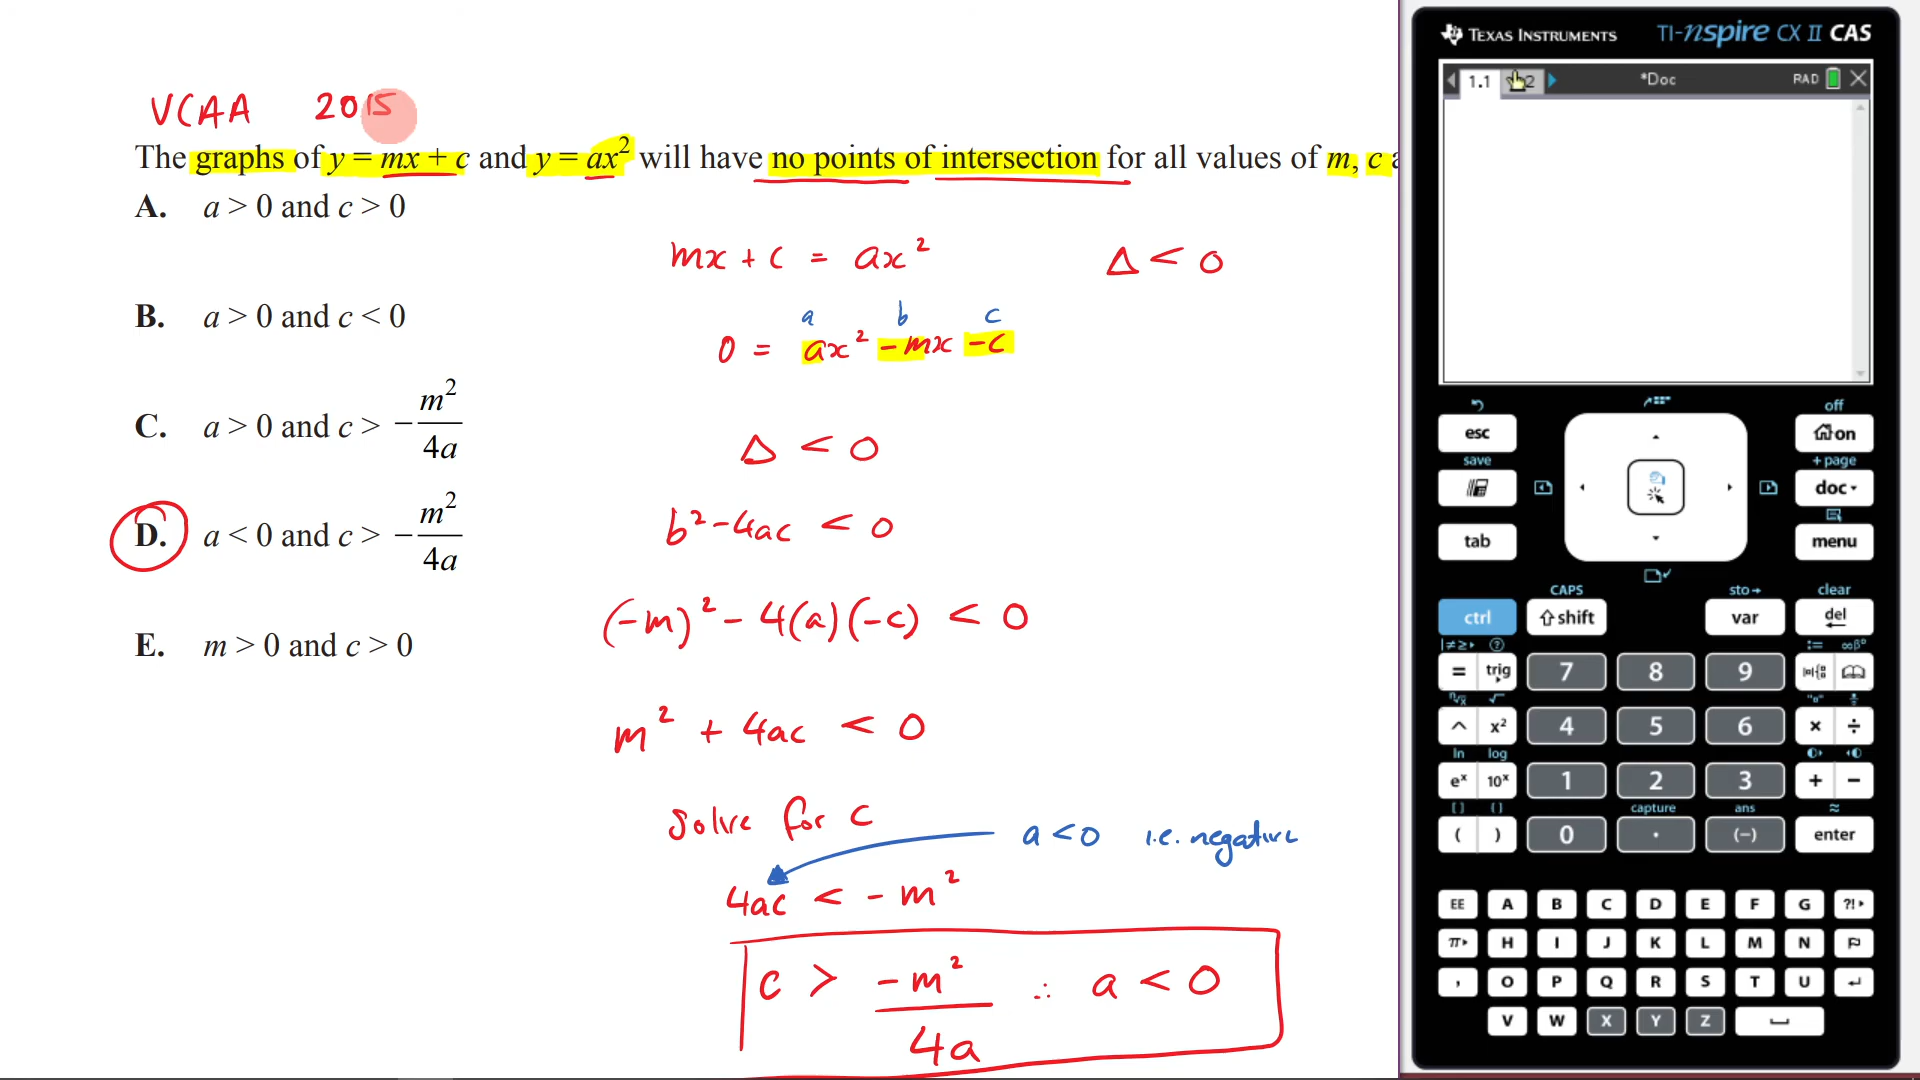 VCAA 2015
The graphs of y = mx + c and y = ax² will have no points of intersection for all values of m, c a
A. a > 0 and c > 0
B. a > 0 and c < 0
C. a > 0 and c > −m²/4a
D. a < 0 and c > −m²/4a
E. m > 0 and c > 0
mx + c = ax²
Δ < 0
a b c
0 = ax² −mx −c
Δ < 0
b² − 4ac < 0
(−m)² − 4(a)(−c) < 0
m² + 4ac < 0
Solve for c
a < 0 i.e. negative
4ac < −m²
c > −m²/4a ∴ a < 0
TEXAS INSTRUMENTS TI-nspire CX II CAS
1.1 *Doc RAD
off
esc on
save + page
doc
tab menu
CAPS sto→ clear
ctrl shift var del
|≠≥▸ ? := ∞β°
= trig 7 8 9
ⁿ√x √ "∘"
^ x² 4 5 6 × ÷
ln log
eˣ 10ˣ 1 2 3 + −
[ ] { } capture ans ≈
( ) 0 . (−) enter
EE A B C D E F G ?!▸
π▸ H I J K L M N
, O P Q R S T U ↵
V W X Y Z